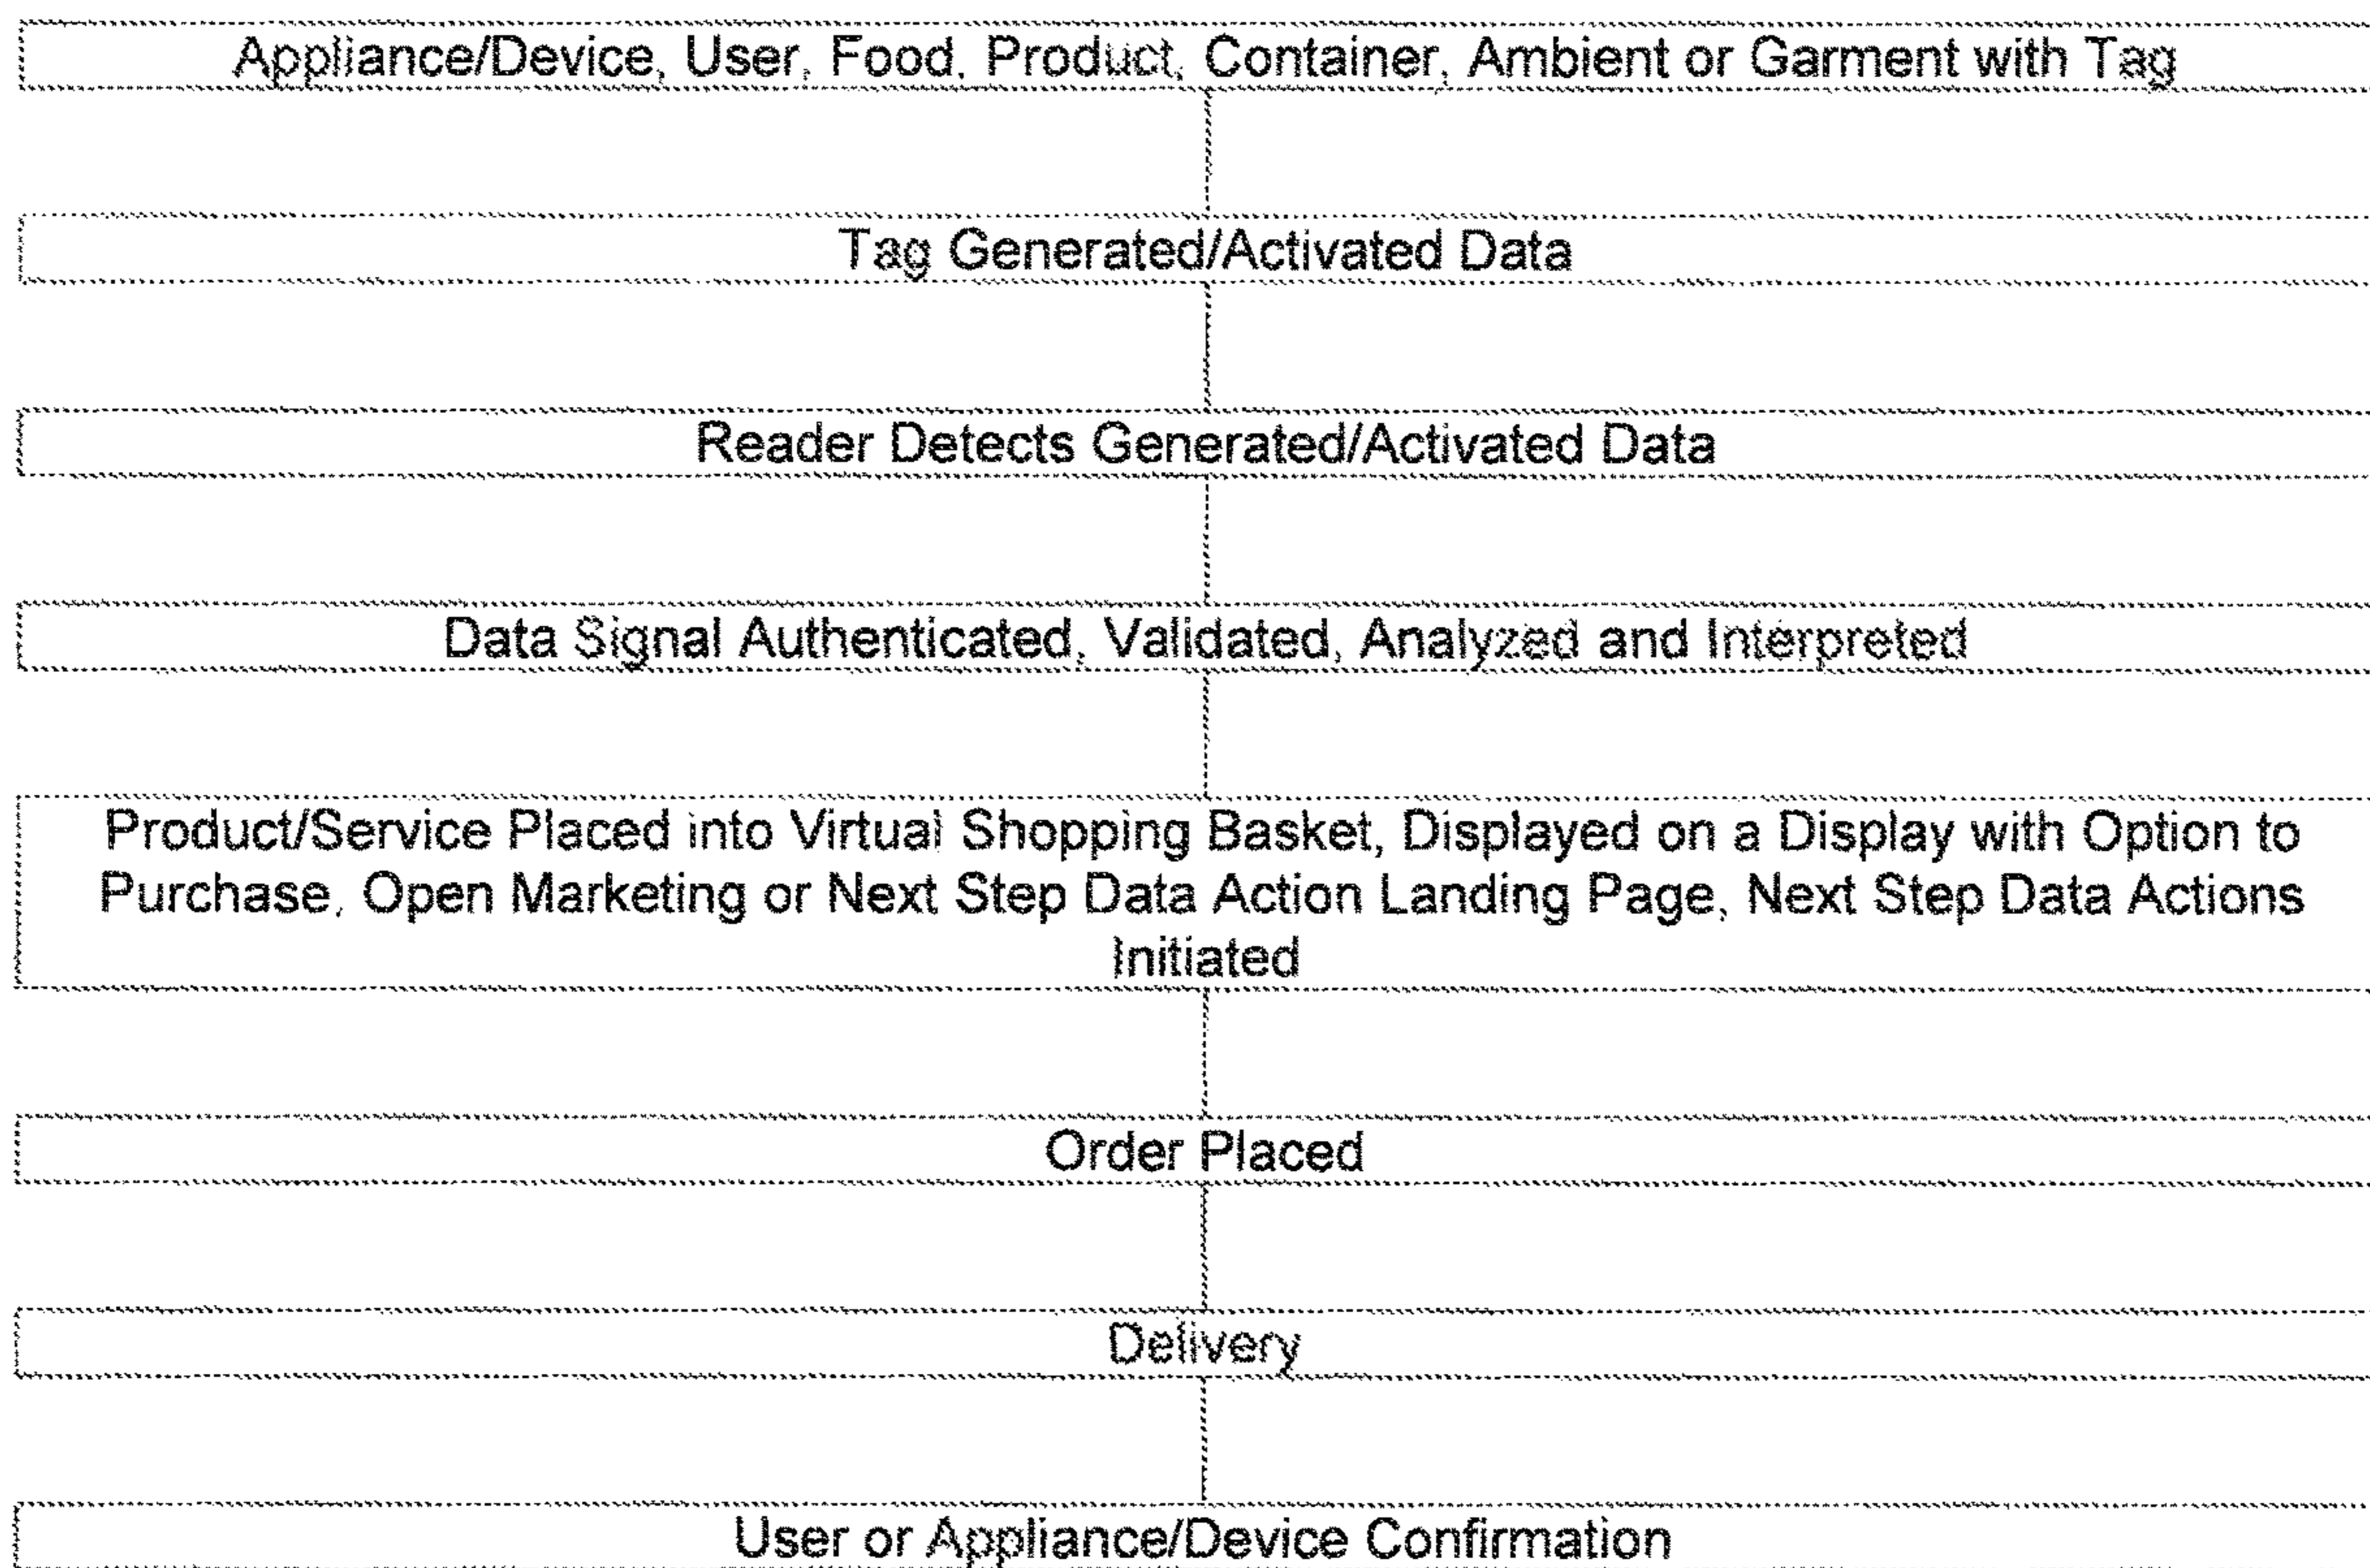 Appliance/Device, User, Food, Product, Container, Ambient or Garment with Tag
Tag Generated/Activated Data
Reader Detects Generated/Activated Data
Data Signal Authenticated, Validated, Analyzed and Interpreted
Product/Service Placed into Virtual Shopping Basket, Displayed on a Display with Option to
Purchase, Open Marketing or Next Step Data Action Landing Page, Next Step Data Actions
Initiated
Order Placed
Delivery
User or Appliance/Device Confirmation